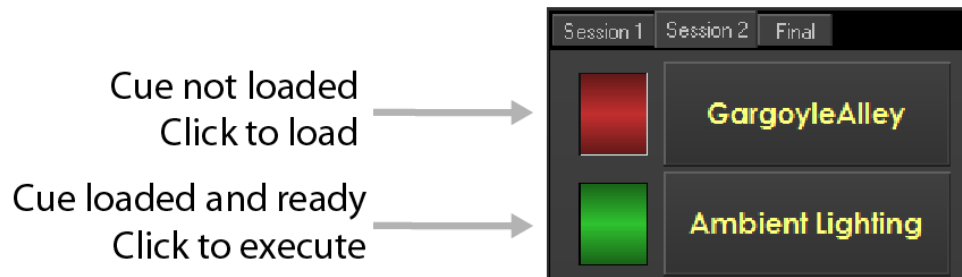 Session 1 Session 2 Final
Cue not loaded
Click to load
GargoyleAlley
Cue loaded and ready
Click to execute
Ambient Lighting